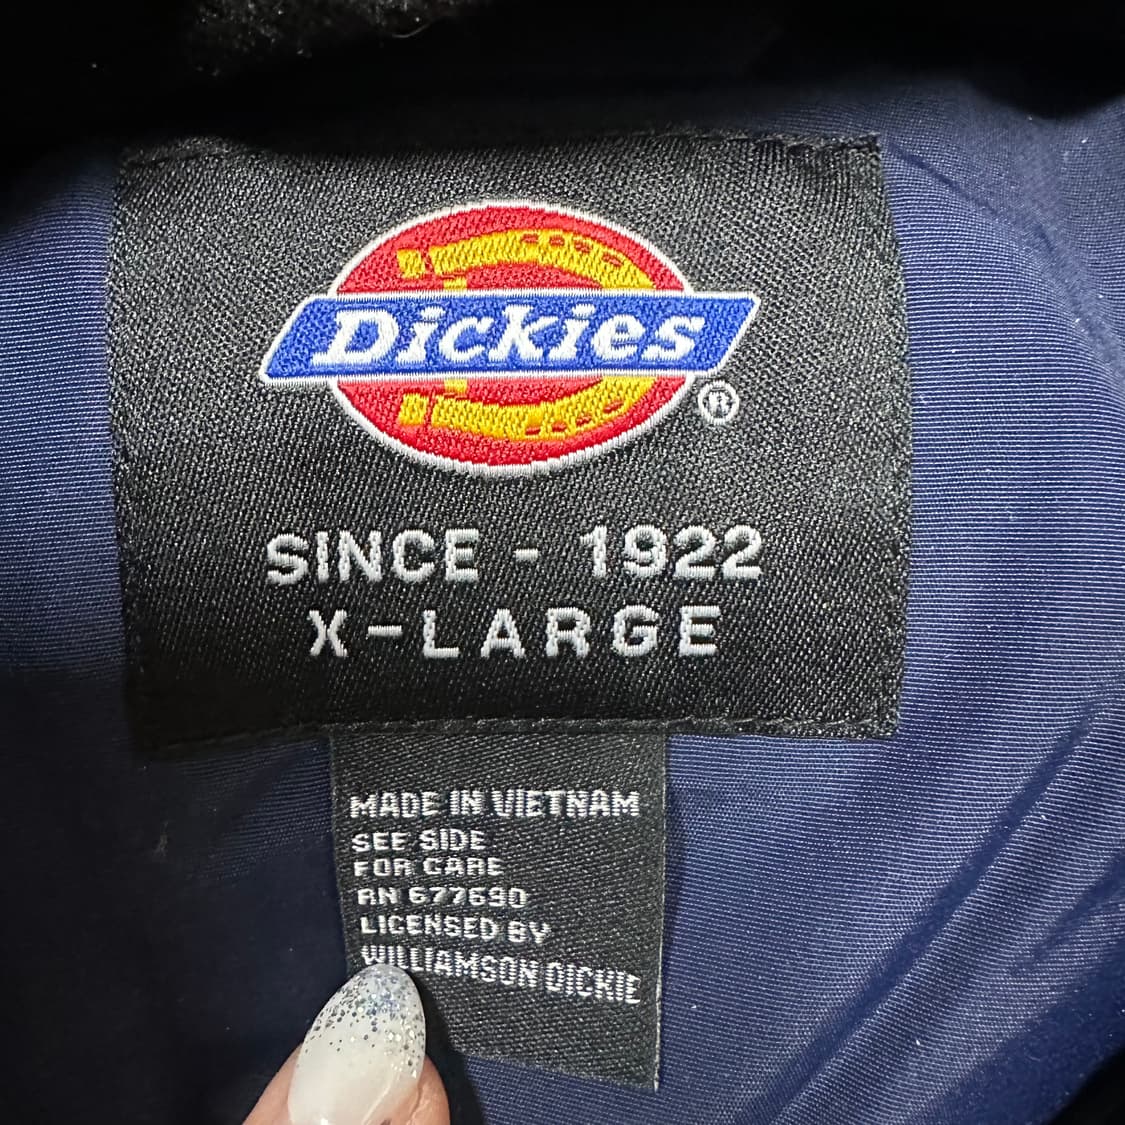 Dickies
®
SINCE - 1922
X-LARGE
MADE IN VIETNAM
SEE SIDE
FOR CARE
RN 677690
LICENSED BY
WILLIAMSON DICKIE